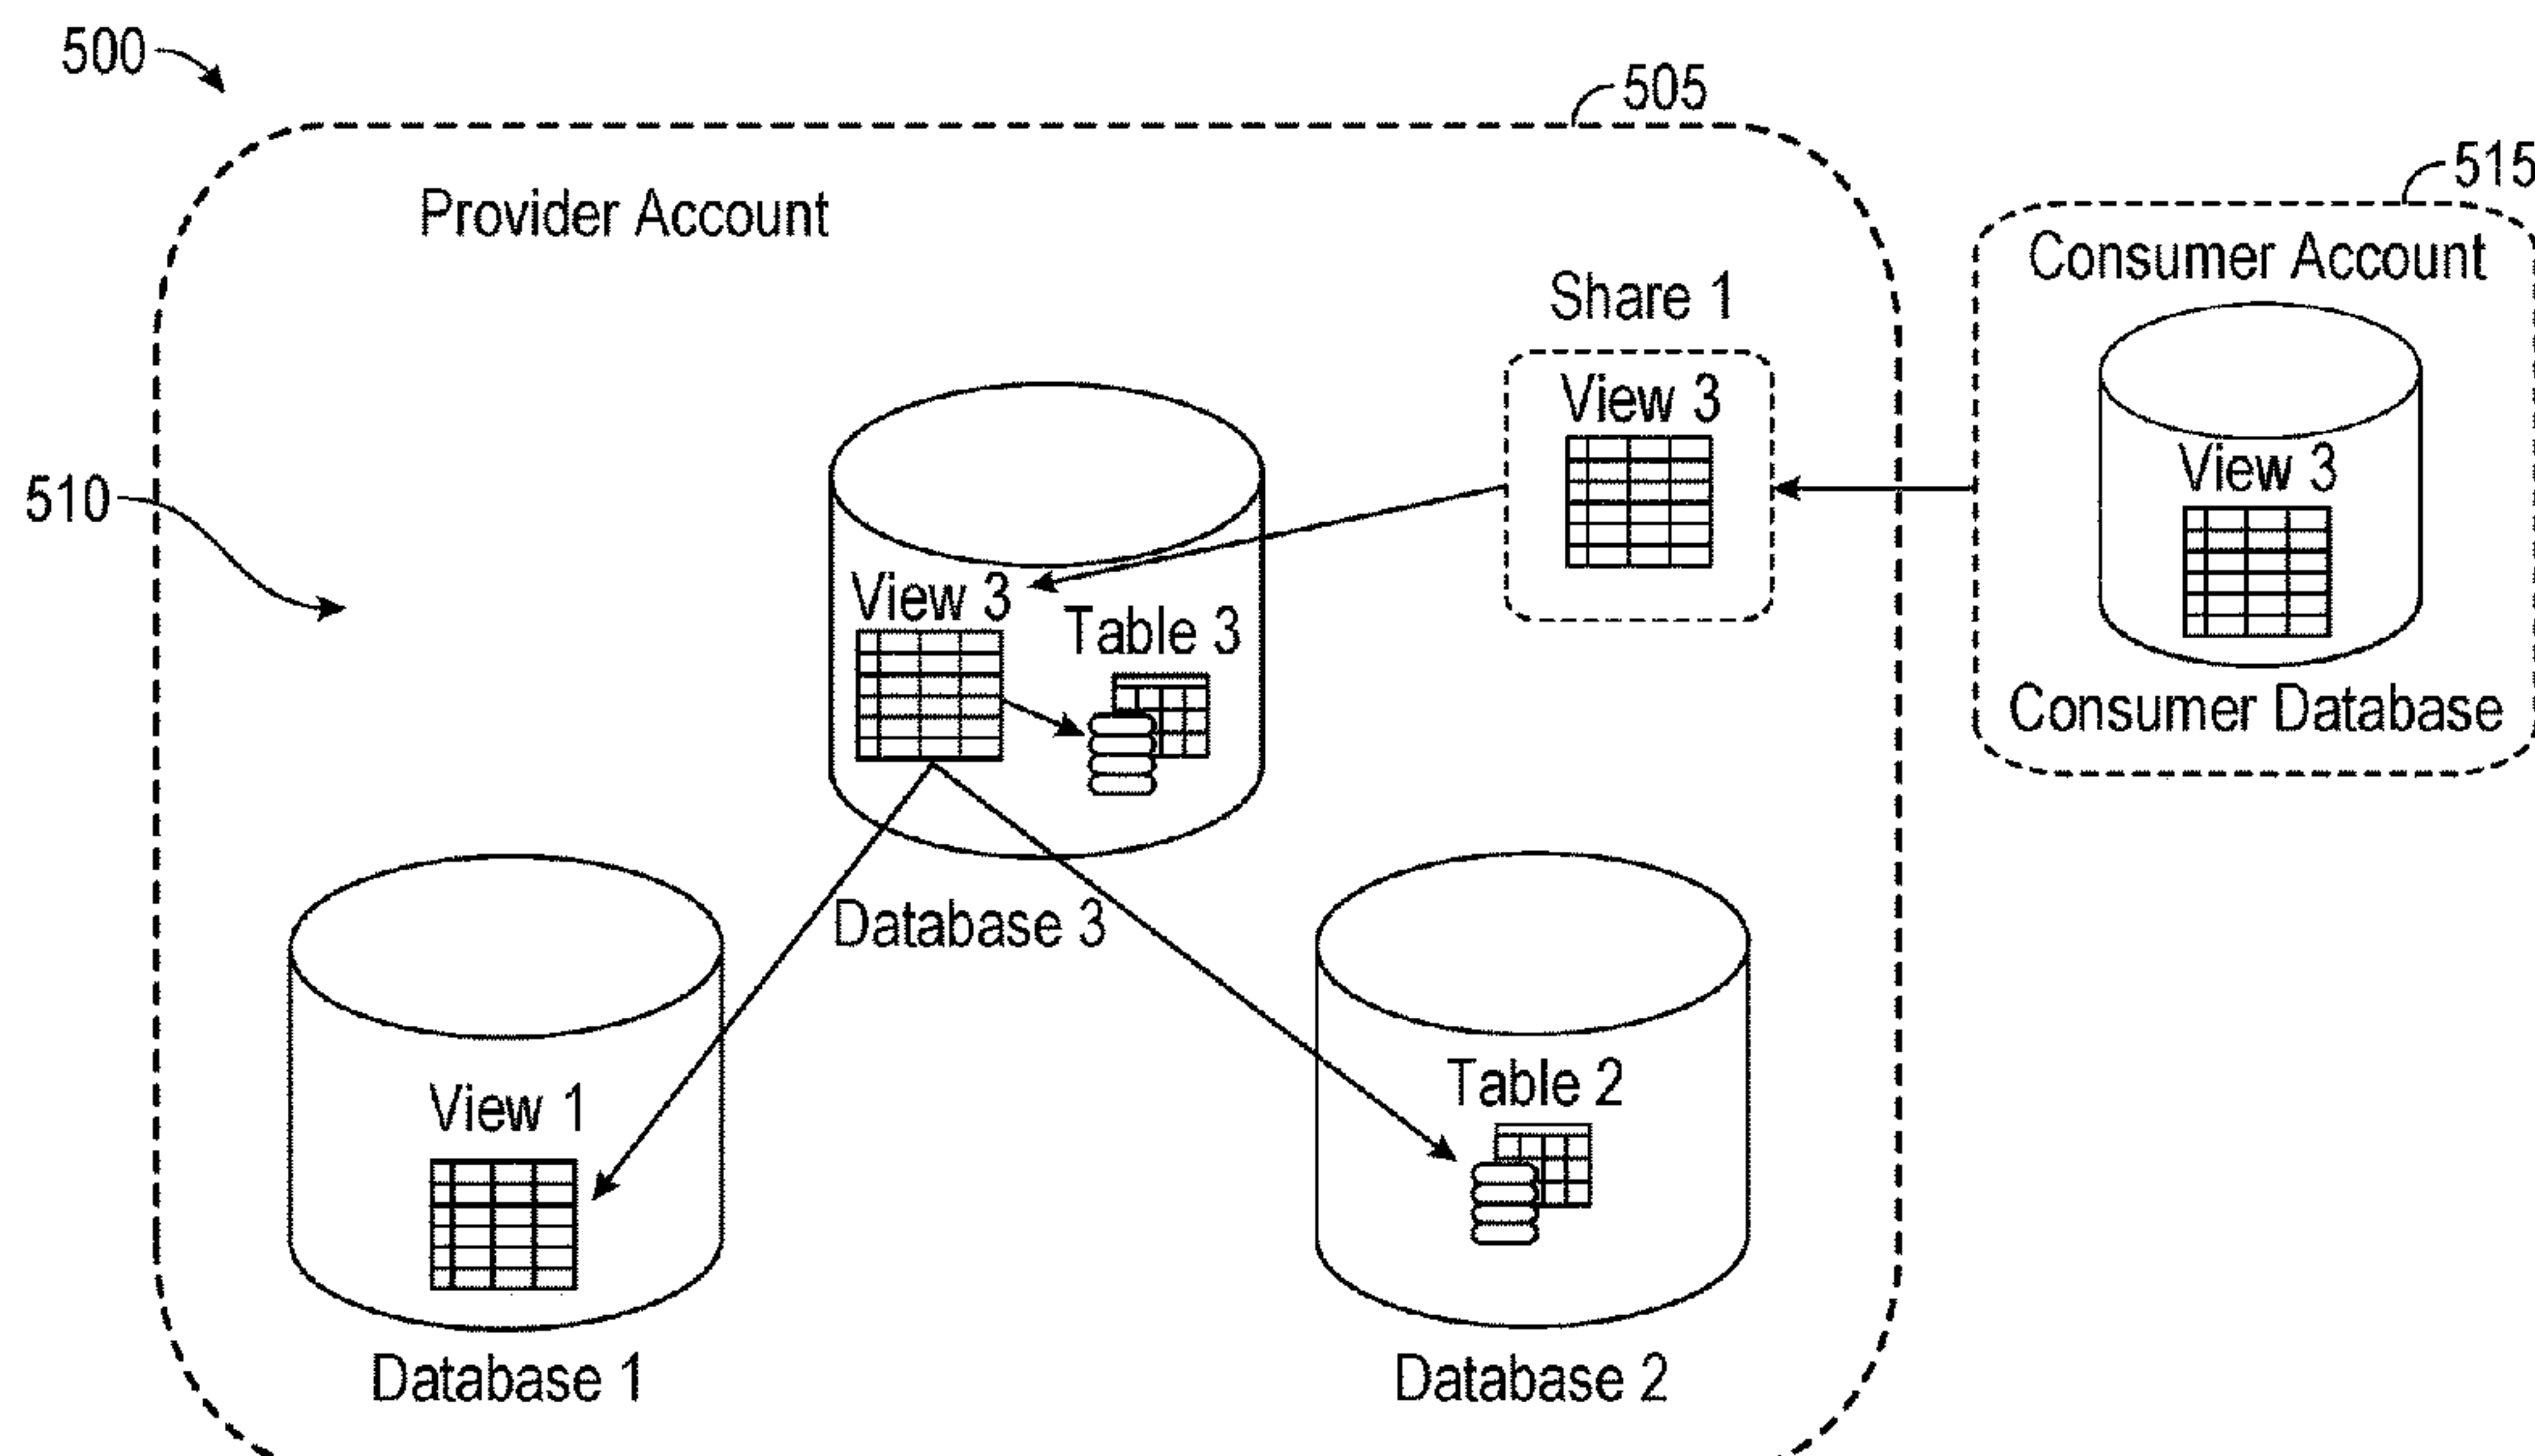 500
505
515
Provider Account
Consumer Account
Share 1
View 3
View 3
510
View 3
Table 3
Consumer Database
Database 3
View 1
Table 2
Database 1
Database 2